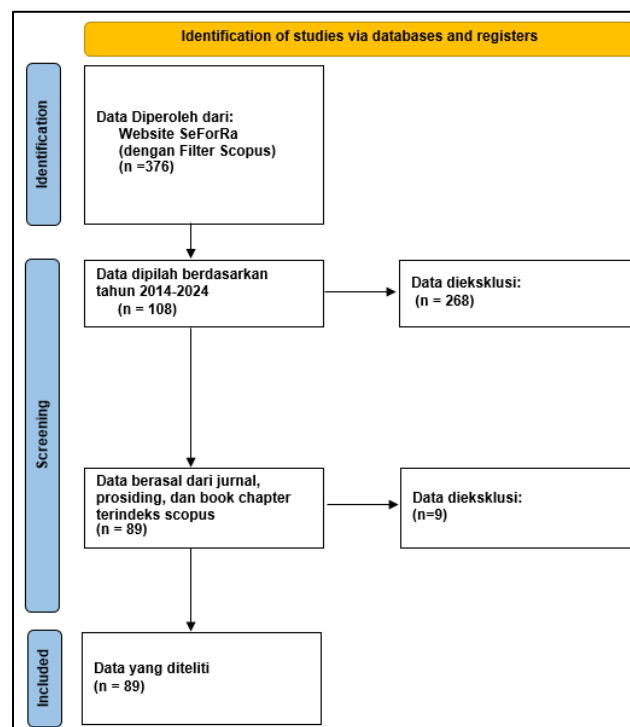 Identification of studies via databases and registers
Identification
Data Diperoleh dari:
Website SeForRa
(dengan Filter Scopus)
(n =376)
Screening
Data dipilah berdasarkan
tahun 2014-2024
(n = 108)
Data dieksklusi:
(n = 268)
Data berasal dari jurnal,
prosiding, dan book chapter
terindeks scopus
(n = 89)
Data dieksklusi:
(n=9)
Included
Data yang diteliti
(n = 89)